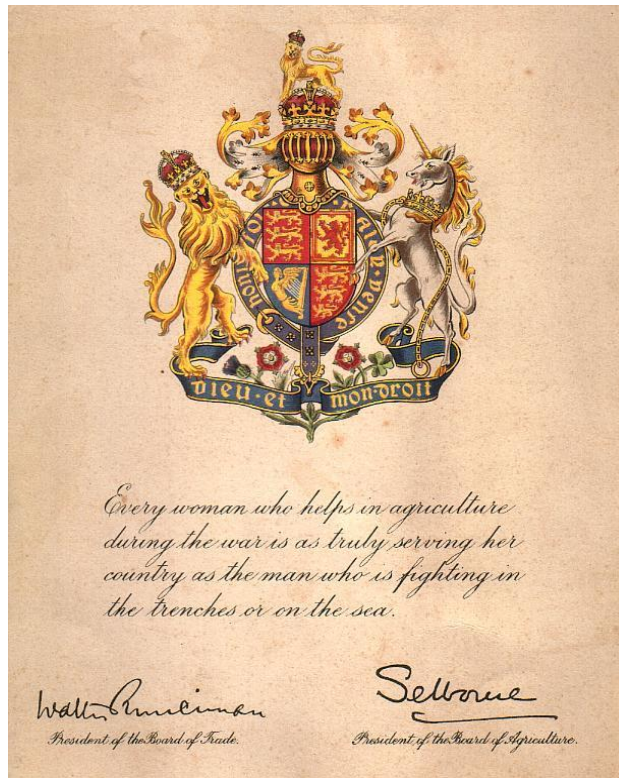 Dieu·et mon·droit
Every woman who helps in agriculture
during the war is as truly serving her
country as the man who is fighting in
the trenches or on the sea.
Walter Runciman
President of the Board of Trade.
Selborne
President of the Board of Agriculture.